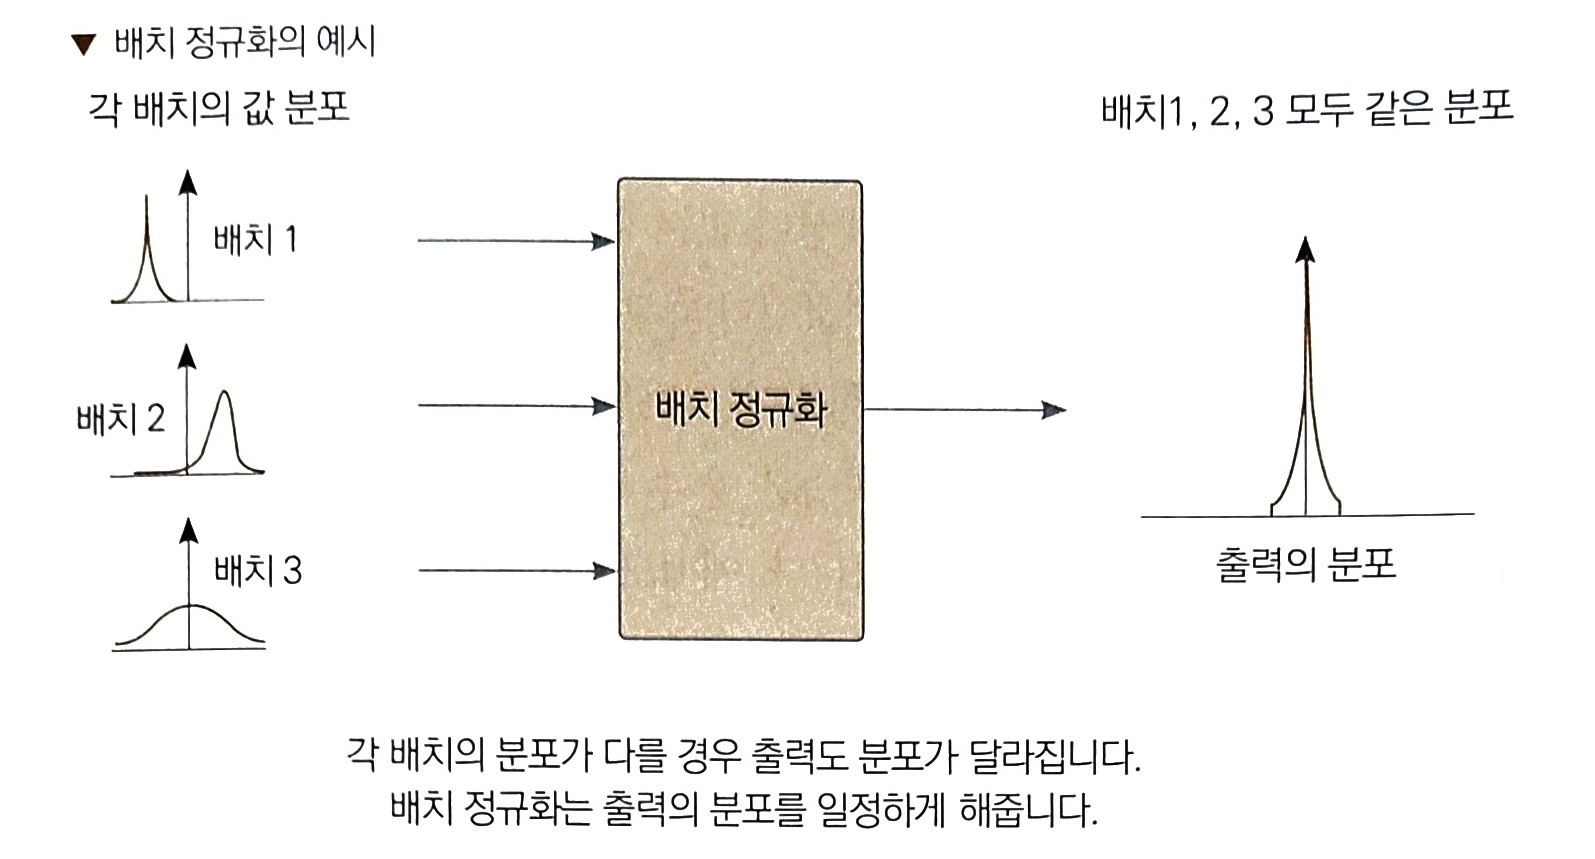 ▼ 배치 정규화의 예시
각 배치의 값 분포
배치1, 2, 3 모두 같은 분포
배치 1
배치 2
배치 정규화
배치 3
출력의 분포
각 배치의 분포가 다를 경우 출력도 분포가 달라집니다.
배치 정규화는 출력의 분포를 일정하게 해줍니다.